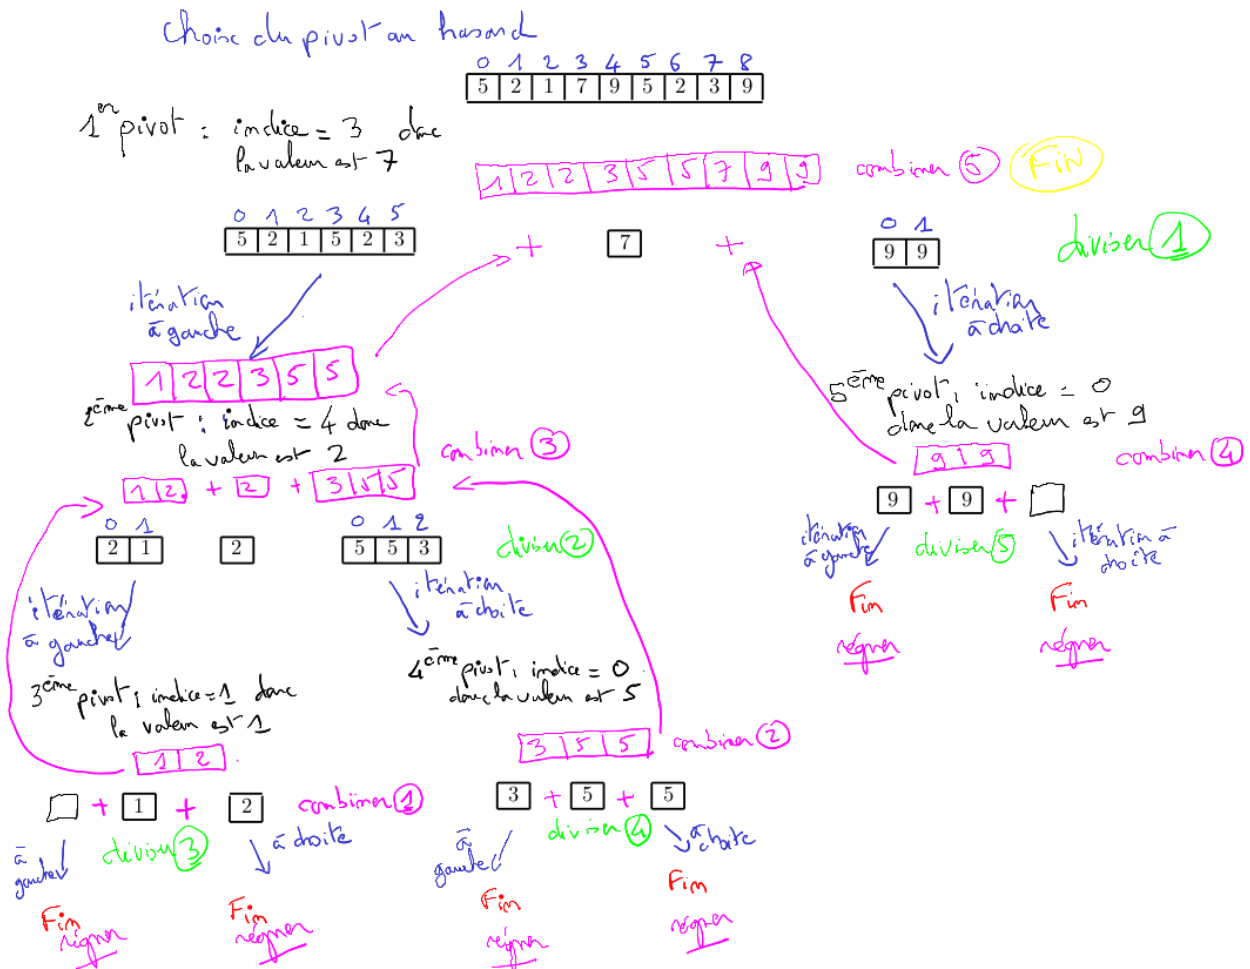 Choix du pivot au hasard
0 1 2 3 4 5 6 7 8
5 2 1 7 9 5 2 3 9
1er pivot : indice = 3 donc
la valeur est 7
1 2 2 3 5 5 7 9 9 combiner 5 FIN
0 1 2 3 4 5
5 2 1 5 2 3
+ 7 +
0 1
9 9
diviser 1
itération
à gauche
itération
à droite
1 2 2 3 5 5
2ème pivot : indice = 4 donc
la valeur est 2
5ème pivot : indice = 0
donc la valeur est 9
combiner 3
1 2 + 2 + 3 5 5
9 9 combiner 4
9 + 9 +
0 1
2 1
2
0 1 2
5 5 3
diviser 2
itération
à gauche
diviser 5
itération à
droite
Fin
Fin
régner
régner
itération
à gauche
itération
à droite
3ème pivot : indice = 1 donc
la valeur est 1
4ème pivot : indice = 0
donc la valeur est 5
1 2
3 5 5 combiner 2
+ 1 + 2 combiner 1
3 + 5 + 5
à
gauche
diviser 3
à droite
à
gauche
diviser 4
à
droite
Fin
régner
Fin
régner
Fin
régner
Fin
régner